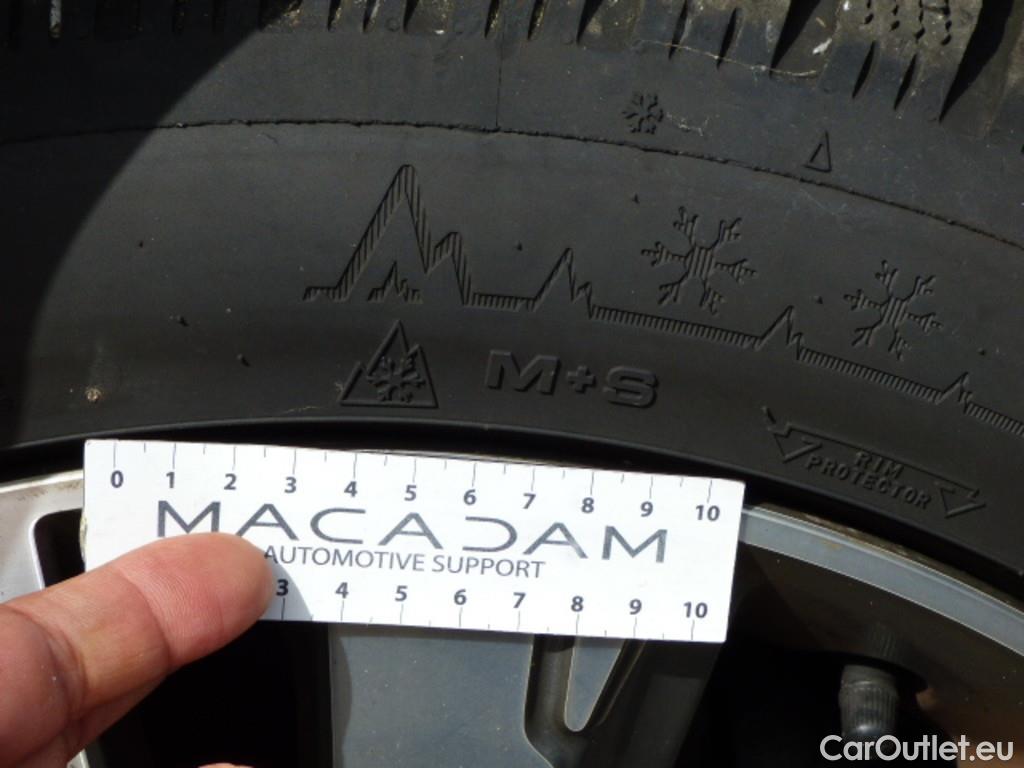 M+S
RIM
PROTECTOR
0 1 2 3 4 5 6 7 8 9 10
MACADAM
AUTOMOTIVE SUPPORT
3 4 5 6 7 8 9 10
CarOutlet.eu